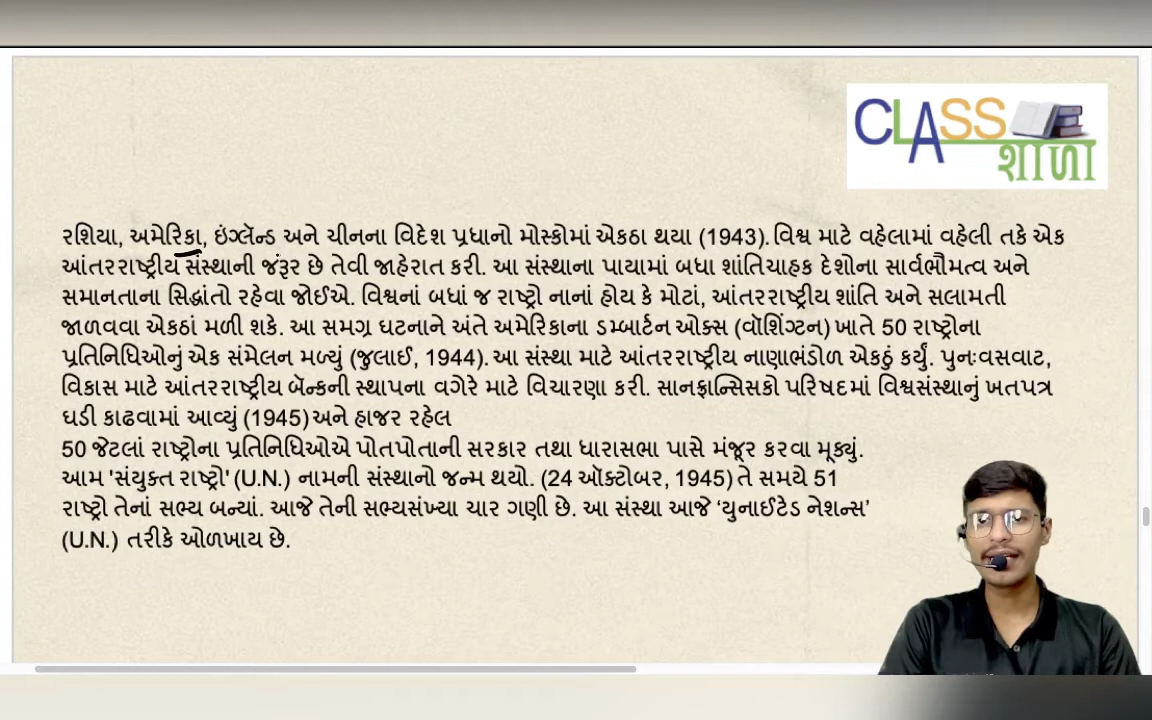 CLASS
શાળા
રશિયા, અમેરિકા, ઇંગ્લૅન્ડ અને ચીનના વિદેશ પ્રધાનો મોસ્કોમાં એકઠા થયા (1943). વિશ્વ માટે વહેલામાં વહેલી તકે એક
આંતરરાષ્ટ્રીય સંસ્થાની જરૂર છે તેવી જાહેરાત કરી. આ સંસ્થાના પાયામાં બધા શાંતિચાહક દેશોના સાર્વભૌમત્વ અને
સમાનતાના સિદ્ધાંતો રહેવા જોઈએ. વિશ્વનાં બધાં જ રાષ્ટ્રો નાનાં હોય કે મોટાં, આંતરરાષ્ટ્રીય શાંતિ અને સલામતી
જાળવવા એકઠાં મળી શકે. આ સમગ્ર ઘટનાને અંતે અમેરિકાના ડમ્બાર્ટન ઓક્સ (વૉશિંગ્ટન) ખાતે 50 રાષ્ટ્રોના
પ્રતિનિધિઓનું એક સંમેલન મળ્યું (જુલાઈ, 1944). આ સંસ્થા માટે આંતરરાષ્ટ્રીય નાણાભંડોળ એકઠું કર્યું. પુનઃવસવાટ,
વિકાસ માટે આંતરરાષ્ટ્રીય બૅન્કની સ્થાપના વગેરે માટે વિચારણા કરી. સાનફ્રાન્સિસકો પરિષદમાં વિશ્વસંસ્થાનું ખતપત્ર
ઘડી કાઢવામાં આવ્યું (1945) અને હાજર રહેલ
50 જેટલાં રાષ્ટ્રોના પ્રતિનિધિઓએ પોતપોતાની સરકાર તથા ધારાસભા પાસે મંજૂર કરવા મૂક્યું.
આમ 'સંયુક્ત રાષ્ટ્રો' (U.N.) નામની સંસ્થાનો જન્મ થયો. (24 ઑક્ટોબર, 1945) તે સમયે 51
રાષ્ટ્રો તેનાં સભ્ય બન્યાં. આજે તેની સભ્યસંખ્યા ચાર ગણી છે. આ સંસ્થા આજે ‘યુનાઈટેડ નેશન્સ’
(U.N.) તરીકે ઓળખાય છે.